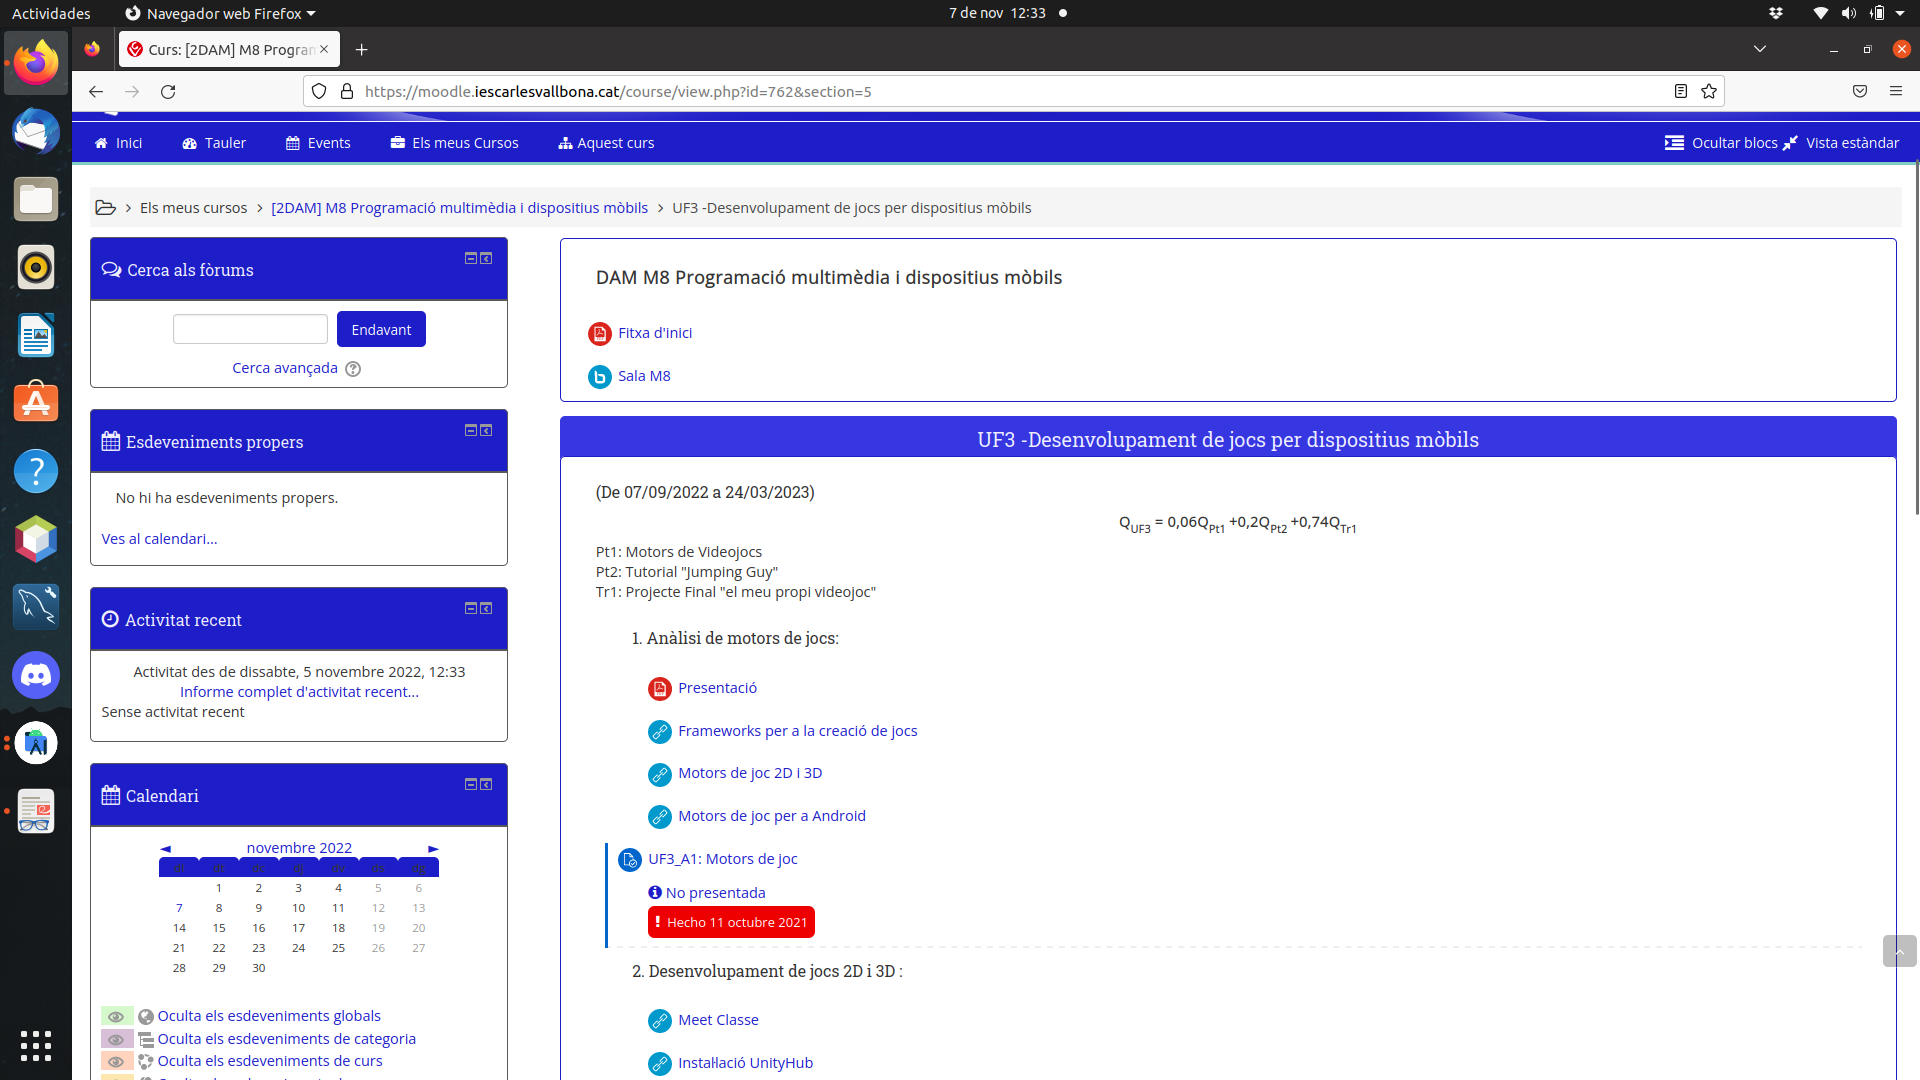 Actividades
Navegador web Firefox
7 de nov 12:33
Curs: [2DAM] M8 Progra
https://moodle.iescarlesvallbona.cat/course/view.php?id=762&section=5
Inici
Tauler
Events
Els meus Cursos
Aquest curs
Ocultar blocs
Vista estàndar
Els meus cursos
[2DAM] M8 Programació multimèdia i dispositius mòbils
UF3 -Desenvolupament de jocs per dispositius mòbils
Cerca als fòrums
Endavant
Cerca avançada
Esdeveniments propers
No hi ha esdeveniments propers.
Ves al calendari...
Activitat recent
Activitat des de dissabte, 5 novembre 2022, 12:33
Informe complet d'activitat recent...
Sense activitat recent
Calendari
◄ novembre 2022 ►
1 2 3 4 5 6
7 8 9 10 11 12 13
14 15 16 17 18 19 20
21 22 23 24 25 26 27
28 29 30
Oculta els esdeveniments globals
Oculta els esdeveniments de categoria
Oculta els esdeveniments de curs
DAM M8 Programació multimèdia i dispositius mòbils
Fitxa d'inici
Sala M8
UF3 -Desenvolupament de jocs per dispositius mòbils
(De 07/09/2022 a 24/03/2023)
QUF3 = 0,06QPt1 +0,2QPt2 +0,74QTr1
Pt1: Motors de Videojocs
Pt2: Tutorial "Jumping Guy"
Tr1: Projecte Final "el meu propi videojoc"
1. Anàlisi de motors de jocs:
Presentació
Frameworks per a la creació de jocs
Motors de joc 2D i 3D
Motors de joc per a Android
UF3_A1: Motors de joc
No presentada
Hecho 11 octubre 2021
2. Desenvolupament de jocs 2D i 3D :
Meet Classe
Instal·lació UnityHub